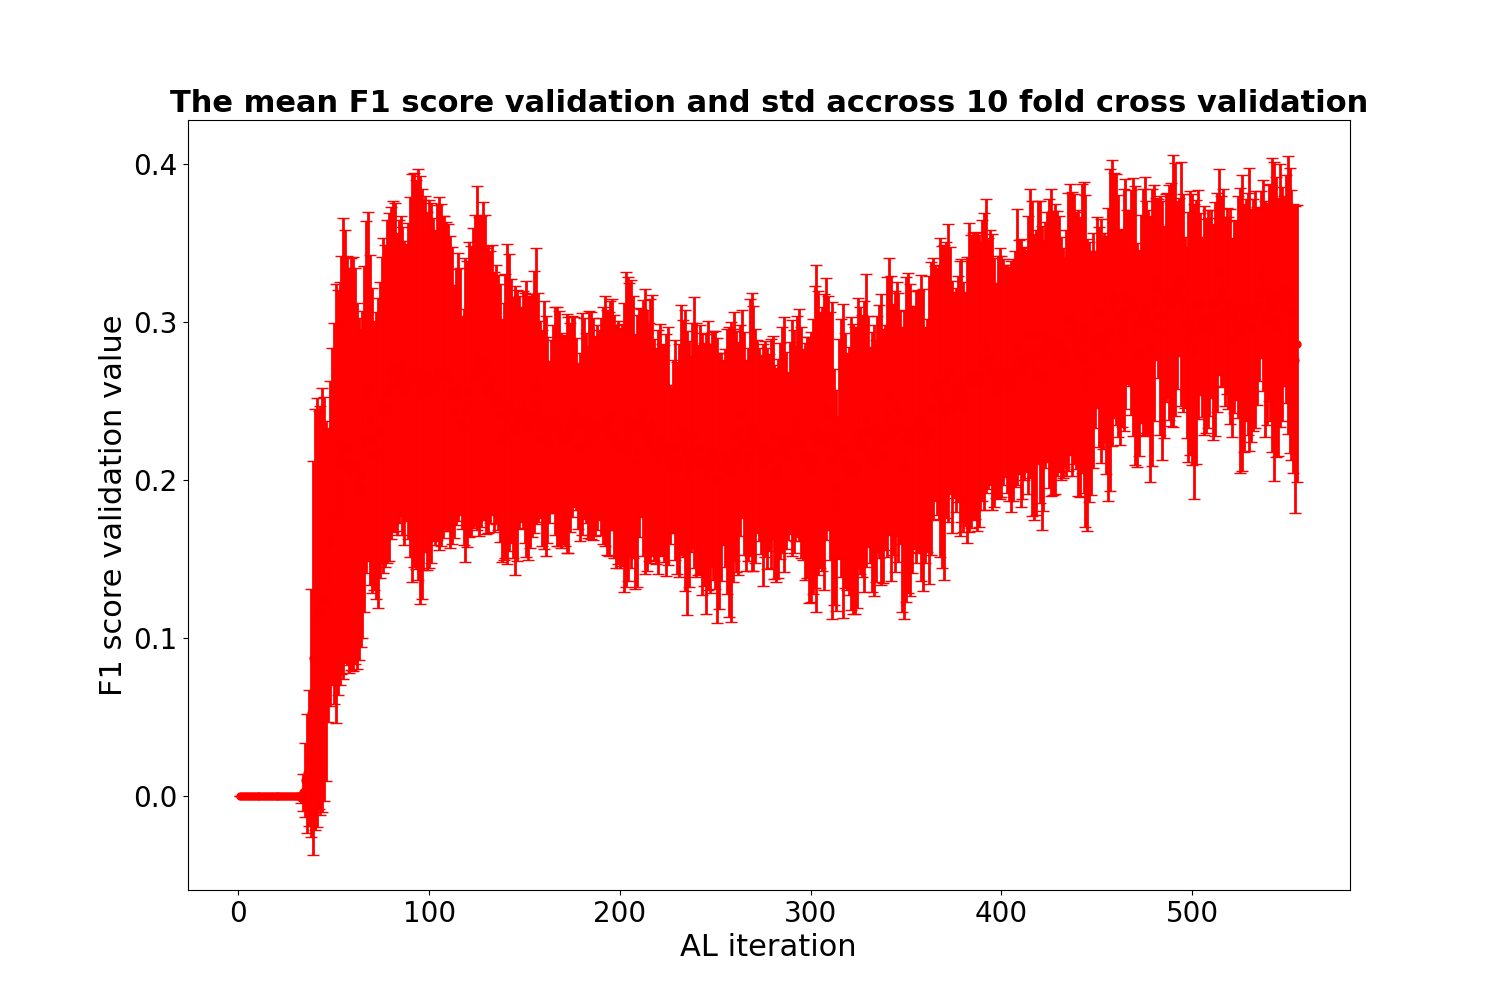 The mean F1 score validation and std accross 10 fold cross validation
0.4
0.3
0.2
0.1
0.0
F1 score validation value
0 100 200 300 400 500
AL iteration